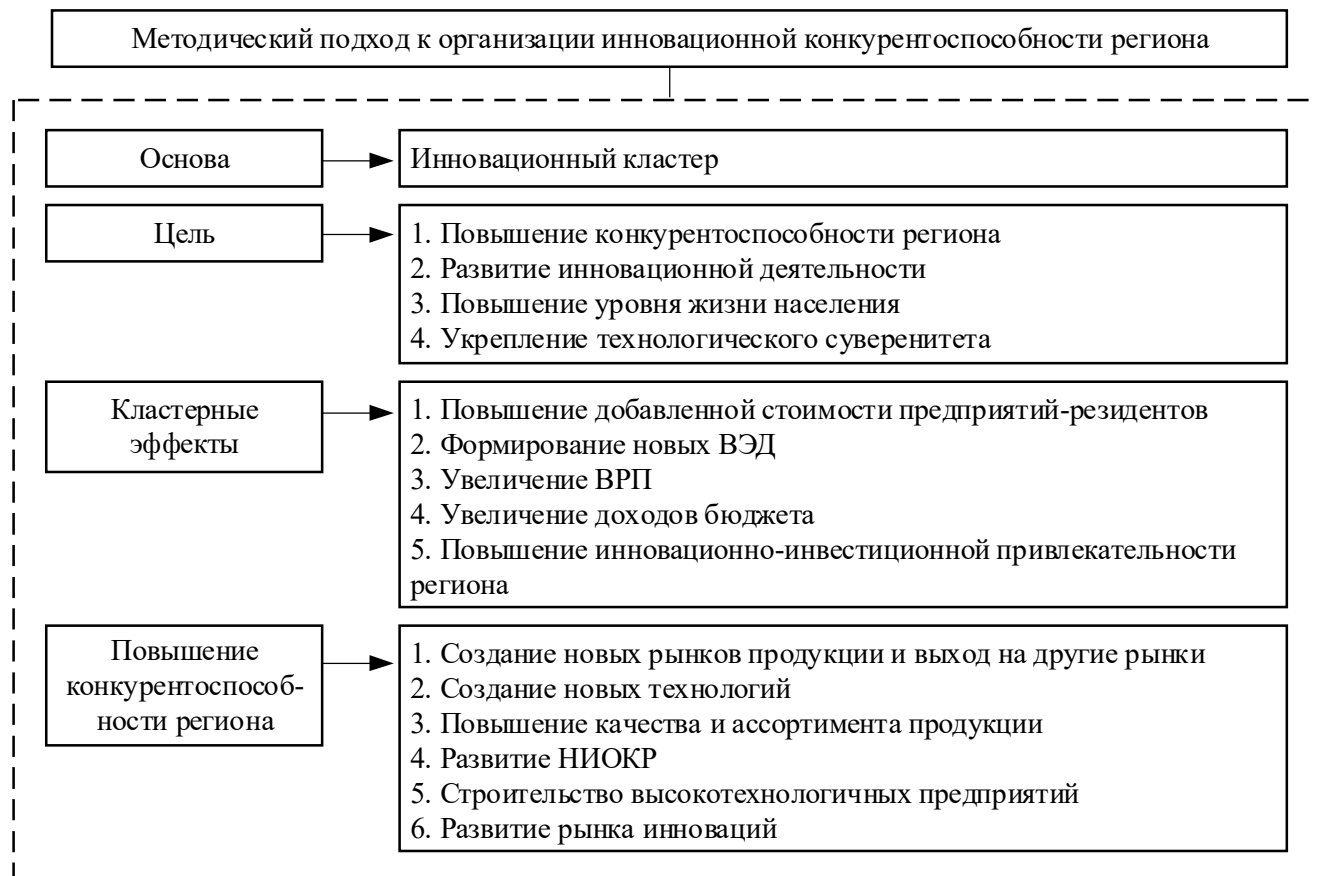 Методический подход к организации инновационной конкурентоспособности региона
Основа
Инновационный кластер
Цель
1. Повышение конкурентоспособности региона
2. Развитие инновационной деятельности
3. Повышение уровня жизни населения
4. Укрепление технологического суверенитета
Кластерные
эффекты
1. Повышение добавленной стоимости предприятий-резидентов
2. Формирование новых ВЭД
3. Увеличение ВРП
4. Увеличение доходов бюджета
5. Повышение инновационно-инвестиционной привлекательности
региона
Повышение
конкурентоспособ-
ности региона
1. Создание новых рынков продукции и выход на другие рынки
2. Создание новых технологий
3. Повышение качества и ассортимента продукции
4. Развитие НИОКР
5. Строительство высокотехнологичных предприятий
6. Развитие рынка инноваций